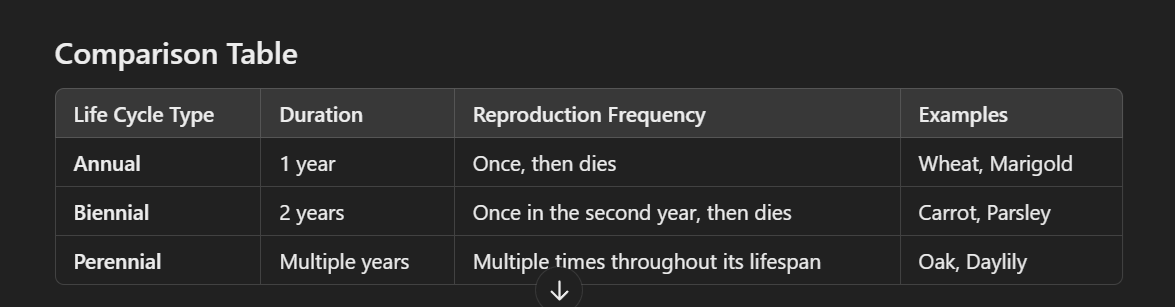 Comparison Table
Life Cycle Type Duration Reproduction Frequency Examples
Annual 1 year Once, then dies Wheat, Marigold
Biennial 2 years Once in the second year, then dies Carrot, Parsley
Perennial Multiple years Multiple times throughout its lifespan Oak, Daylily